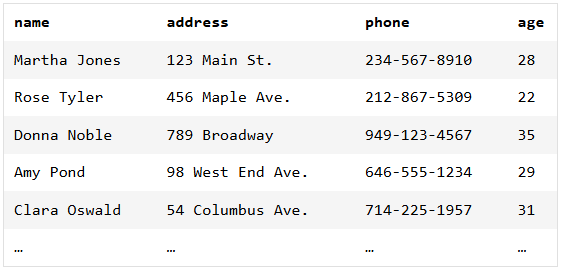 name address phone age
Martha Jones 123 Main St. 234-567-8910 28
Rose Tyler 456 Maple Ave. 212-867-5309 22
Donna Noble 789 Broadway 949-123-4567 35
Amy Pond 98 West End Ave. 646-555-1234 29
Clara Oswald 54 Columbus Ave. 714-225-1957 31
… … … …